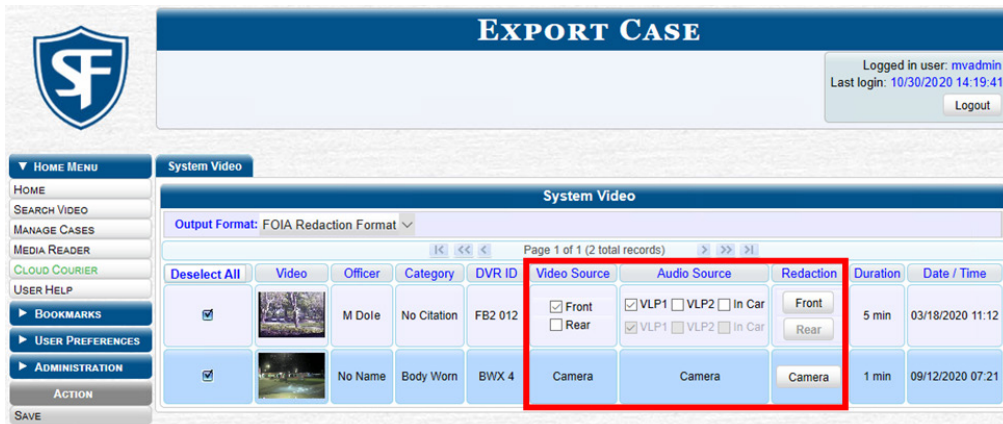 EXPORT CASE
SF
Logged in user: mvadmin
Last login: 10/30/2020 14:19:41
Logout
▼ HOME MENU
HOME
SEARCH VIDEO
MANAGE CASES
MEDIA READER
CLOUD COURIER
USER HELP
▶ BOOKMARKS
▶ USER PREFERENCES
▶ ADMINISTRATION
ACTION
SAVE
System Video
System Video
Output Format: FOIA Redaction Format
|< << < Page 1 of 1 (2 total records) > >> >|
Deselect All Video Officer Category DVR ID Video Source Audio Source Redaction Duration Date / Time
M Dole No Citation FB2 012 Front VLP1 VLP2 In Car Front 5 min 03/18/2020 11:12
Rear VLP1 VLP2 In Car Rear
No Name Body Worn BWX 4 Camera Camera Camera 1 min 09/12/2020 07:21